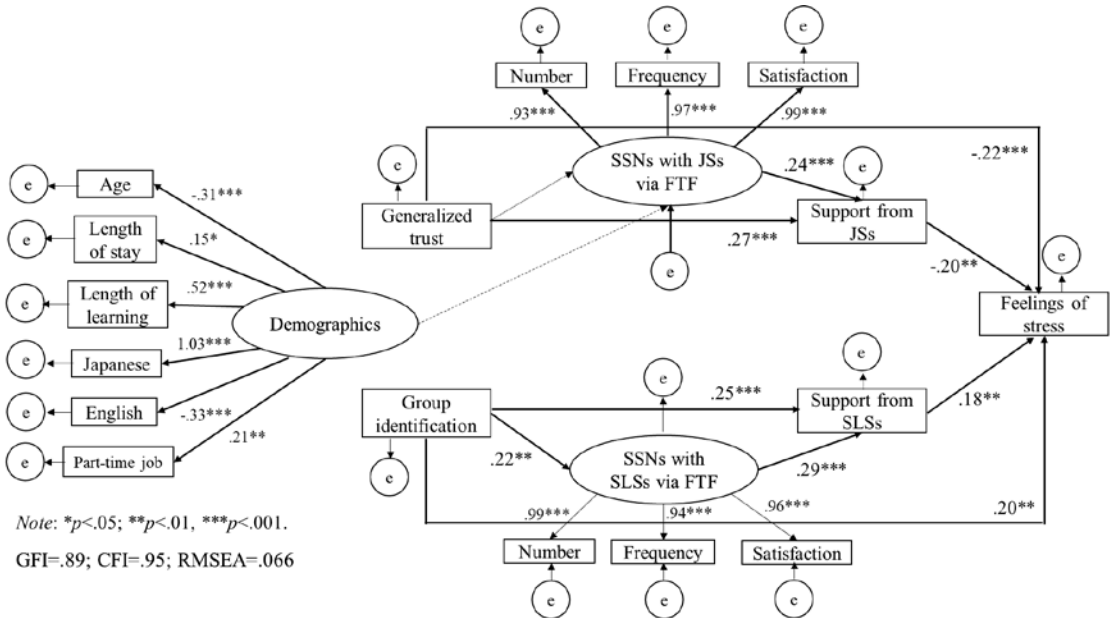 e
e
e
Number
Frequency
Satisfaction
.93***
.97***
.99***
e
SSNs with JSs
via FTF
.24***
e
-.22***
Generalized
trust
.27***
Support from
JSs
e
-.20**
e
Feelings of
stress
e
Age
-.31***
e
Length
of stay
.15*
e
Length of
learning
.52***
Demographics
e
Japanese
1.03***
e
English
-.33***
e
Part-time job
.21**
Group
identification
e
e
.25***
e
Support from
SLSs
.18**
.22**
SSNs with
SLSs via FTF
.29***
.20**
.99***
.94***
.96***
Number
Frequency
Satisfaction
e
e
e
Note: *p<.05; **p<.01, ***p<.001.
GFI=.89; CFI=.95; RMSEA=.066